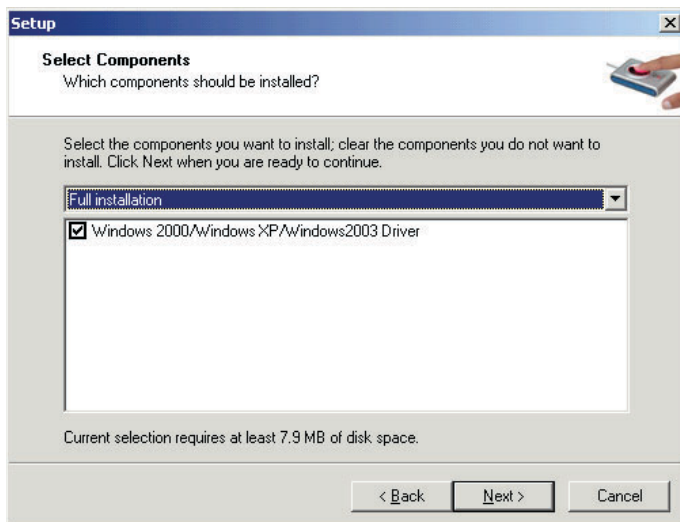 Setup
Select Components
Which components should be installed?
Select the components you want to install; clear the components you do not want to
install. Click Next when you are ready to continue.
Full installation
Windows 2000/Windows XP/Windows2003 Driver
Current selection requires at least 7.9 MB of disk space.
< Back
Next >
Cancel